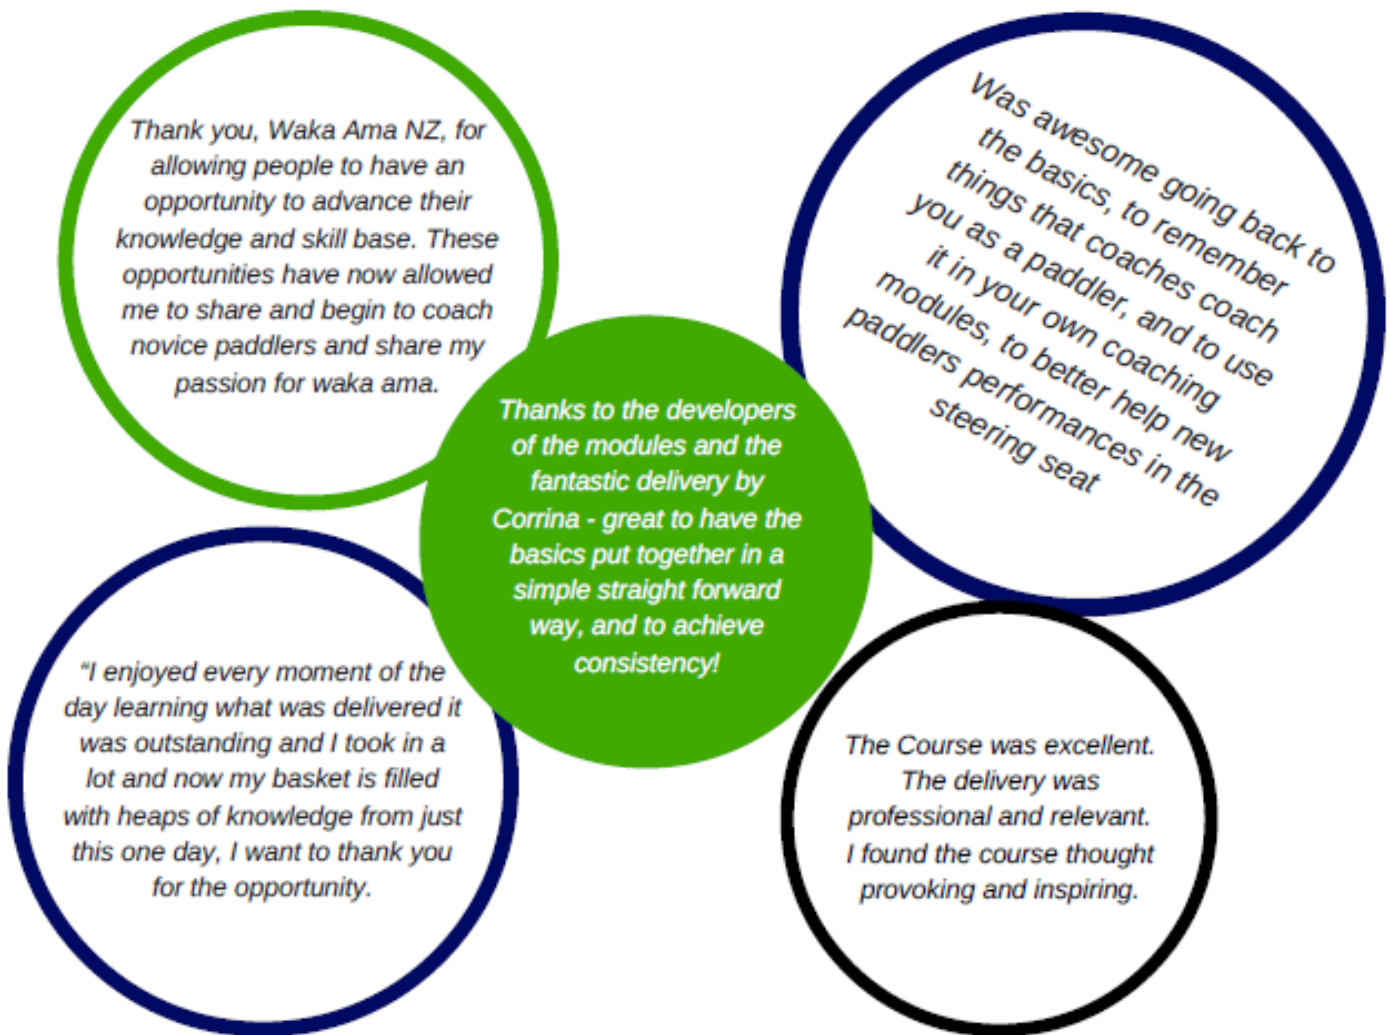 Thank you, Waka Ama NZ, for
allowing people to have an
opportunity to advance their
knowledge and skill base. These
opportunities have now allowed
me to share and begin to coach
novice paddlers and share my
passion for waka ama.
Was awesome going back to
the basics, to remember
things that coaches coach
you as a paddler, and to use
it in your own coaching
modules, to better help new
paddlers performances in the
steering seat
Thanks to the developers
of the modules and the
fantastic delivery by
Corrina - great to have the
basics put together in a
simple straight forward
way, and to achieve
consistency!
“I enjoyed every moment of the
day learning what was delivered it
was outstanding and I took in a
lot and now my basket is filled
with heaps of knowledge from just
this one day, I want to thank you
for the opportunity.
The Course was excellent.
The delivery was
professional and relevant.
I found the course thought
provoking and inspiring.